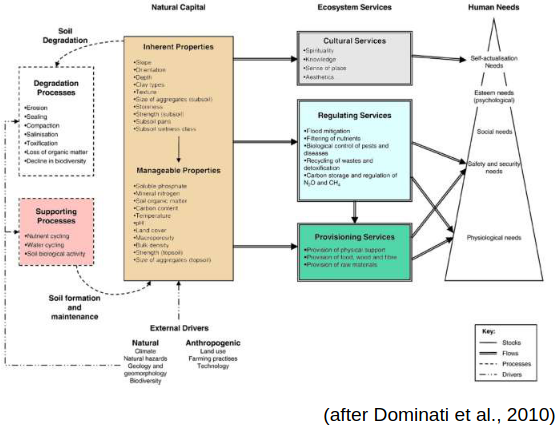 Natural Capital
Ecosystem Services
Human Needs
Soil
Degradation
Degradation
Processes
•Erosion
•Sealing
•Compaction
•Salinisation
•Toxification
•Loss of organic matter
•Decline in biodiversity
Supporting
Processes
•Nutrient cycling
•Water cycling
•Soil biological activity
Soil formation
and
maintenance
Inherent Properties
•Slope
•Orientation
•Depth
•Clay types
•Texture
•Size of aggregates (subsoil)
•Stoniness
•Strength (subsoil)
•Subsoil pans
•Subsoil wetness class
Manageable Properties
•Soluble phosphate
•Mineral nitrogen
•Soil organic matter
•Carbon content
•Temperature
•pH
•Land cover
•Macroporosity
•Bulk density
•Strength (topsoil)
•Size of aggregates (topsoil)
External Drivers
Natural
Climate
Natural hazards
Geology and
geomorphology
Biodiversity
Anthropogenic
Land use
Farming practises
Technology
Cultural Services
•Spirituality
•Knowledge
•Sense of place
•Aesthetics
Regulating Services
•Flood mitigation
•Filtering of nutrients
•Biological control of pests and
diseases
•Recycling of wastes and
detoxification
•Carbon storage and regulation of
N2O and CH4
Provisioning Services
•Provision of physical support
•Provision of food, wood and fibre
•Provision of raw materials
Self-actualisation
Needs
Esteem needs
(psychological)
Social needs
Safety and security
needs
Physiological needs
Key:
Stocks
Flows
Processes
Drivers
(after Dominati et al., 2010)